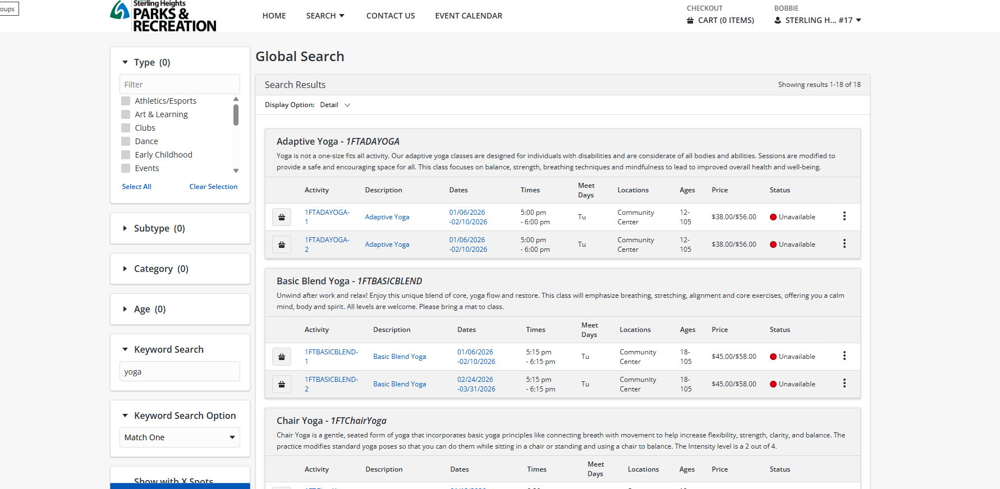 oups
Sterling Heights
PARKS &
RECREATION
HOME
SEARCH
CONTACT US
EVENT CALENDAR
CHECKOUT
CART (0 ITEMS)
BOBBIE
STERLING H... #17
Type (0)
Filter
Athletics/Esports
Art & Learning
Clubs
Dance
Early Childhood
Events
Select All
Clear Selection
Subtype (0)
Category (0)
Age (0)
Keyword Search
yoga
Keyword Search Option
Match One
Show with X Spots
Global Search
Search Results
Showing results 1-18 of 18
Display Option: Detail
Adaptive Yoga - 1FTADAYOGA
Yoga is not a one-size fits all activity. Our adaptive yoga classes are designed for individuals with disabilities and are considerate of all bodies and abilities. Sessions are modified to
provide a safe and encouraging space for all. This class focuses on balance, strength, breathing techniques and mindfulness to lead to improved overall health and well-being.
Activity Description Dates Times Meet Days Locations Ages Price Status
1FTADAYOGA-1 Adaptive Yoga 01/06/2026 -02/10/2026 5:00 pm - 6:00 pm Tu Community Center 12-105 $38.00/$56.00 Unavailable
1FTADAYOGA-2 Adaptive Yoga 01/06/2026 -02/10/2026 5:00 pm - 6:00 pm Tu Community Center 12-105 $38.00/$56.00 Unavailable
Basic Blend Yoga - 1FTBASICBLEND
Unwind after work and relax! Enjoy this unique blend of core, yoga flow and restore. This class will emphasize breathing, stretching, alignment and core exercises, offering you a calm
mind, body and spirit. All levels are welcome. Please bring a mat to class.
Activity Description Dates Times Meet Days Locations Ages Price Status
1FTBASICBLEND-1 Basic Blend Yoga 01/06/2026 -02/10/2026 5:15 pm - 6:15 pm Tu Community Center 18-105 $45.00/$58.00 Unavailable
1FTBASICBLEND-2 Basic Blend Yoga 02/24/2026 -03/31/2026 5:15 pm - 6:15 pm Tu Community Center 18-105 $45.00/$58.00 Unavailable
Chair Yoga - 1FTChairYoga
Chair Yoga is a gentle, seated form of yoga that incorporates basic yoga principles like connecting breath with movement to help increase flexibility, strength, clarity, and balance. The
practice modifies standard yoga poses so that you can do them while sitting in a chair or standing and using a chair to balance. The Intensity level is a 2 out of 4.
Activity Description Dates Times Meet Days Locations Ages Price Status